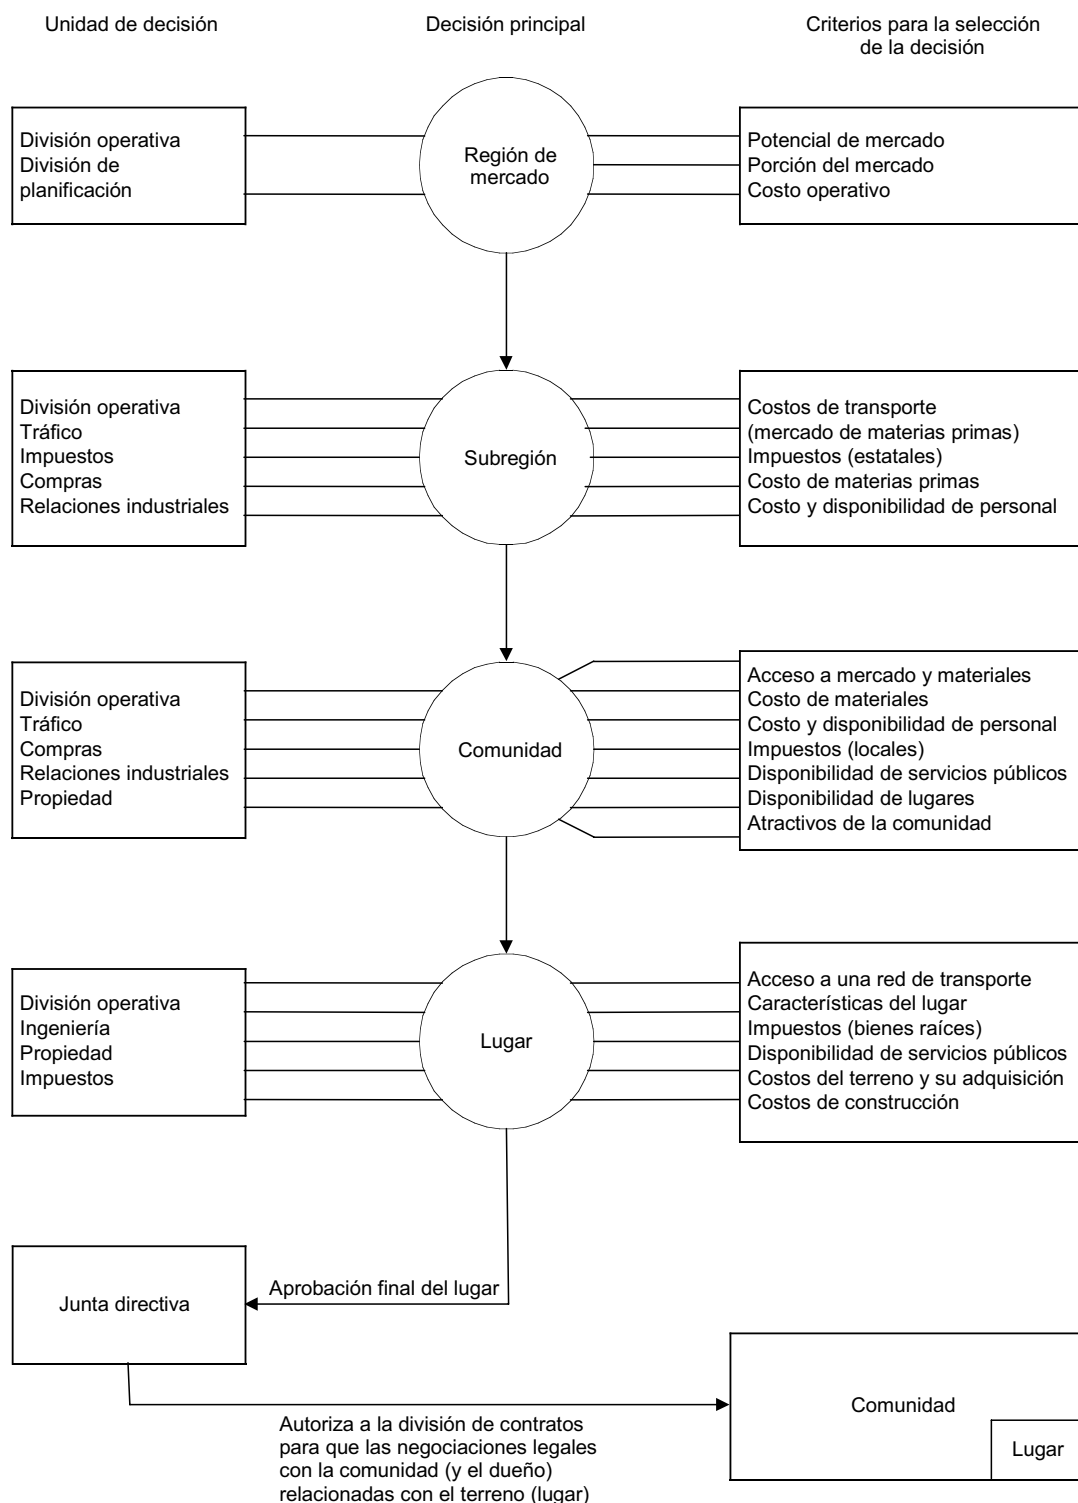 Unidad de decisión
Decisión principal
Criterios para la selección
de la decisión
División operativa
División de
planificación
Región de
mercado
Potencial de mercado
Porción del mercado
Costo operativo
División operativa
Tráfico
Impuestos
Compras
Relaciones industriales
Subregión
Costos de transporte
(mercado de materias primas)
Impuestos (estatales)
Costo de materias primas
Costo y disponibilidad de personal
División operativa
Tráfico
Compras
Relaciones industriales
Propiedad
Comunidad
Acceso a mercado y materiales
Costo de materiales
Costo y disponibilidad de personal
Impuestos (locales)
Disponibilidad de servicios públicos
Disponibilidad de lugares
Atractivos de la comunidad
División operativa
Ingeniería
Propiedad
Impuestos
Lugar
Acceso a una red de transporte
Características del lugar
Impuestos (bienes raíces)
Disponibilidad de servicios públicos
Costos del terreno y su adquisición
Costos de construcción
Junta directiva
Aprobación final del lugar
Autoriza a la división de contratos
para que las negociaciones legales
con la comunidad (y el dueño)
relacionadas con el terreno (lugar)
Comunidad
Lugar